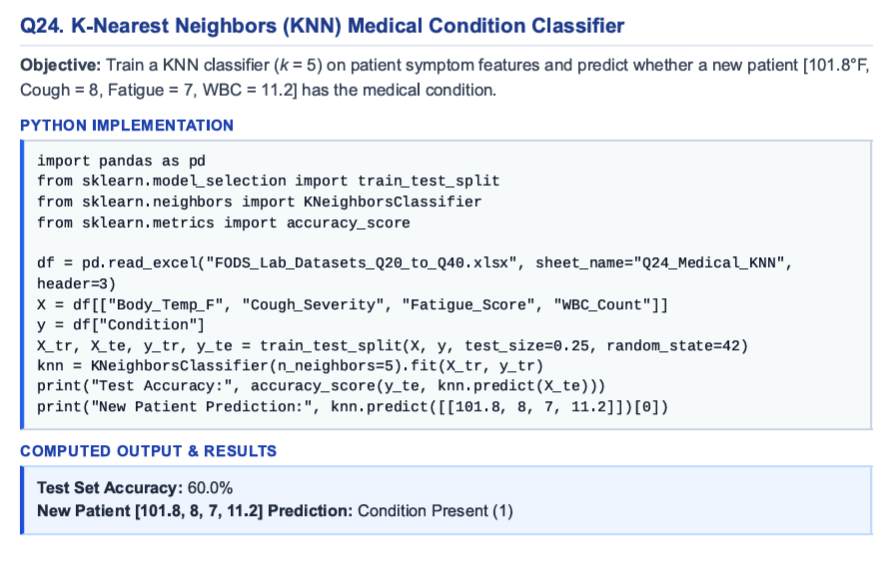 Q24. K-Nearest Neighbors (KNN) Medical Condition Classifier
Objective: Train a KNN classifier (k = 5) on patient symptom features and predict whether a new patient [101.8°F,
Cough = 8, Fatigue = 7, WBC = 11.2] has the medical condition.
PYTHON IMPLEMENTATION
import pandas as pd
from sklearn.model_selection import train_test_split
from sklearn.neighbors import KNeighborsClassifier
from sklearn.metrics import accuracy_score
df = pd.read_excel("FODS_Lab_Datasets_Q20_to_Q40.xlsx", sheet_name="Q24_Medical_KNN",
header=3)
X = df[["Body_Temp_F", "Cough_Severity", "Fatigue_Score", "WBC_Count"]]
y = df["Condition"]
X_tr, X_te, y_tr, y_te = train_test_split(X, y, test_size=0.25, random_state=42)
knn = KNeighborsClassifier(n_neighbors=5).fit(X_tr, y_tr)
print("Test Accuracy:", accuracy_score(y_te, knn.predict(X_te)))
print("New Patient Prediction:", knn.predict([[101.8, 8, 7, 11.2]])[0])
COMPUTED OUTPUT & RESULTS
Test Set Accuracy: 60.0%
New Patient [101.8, 8, 7, 11.2] Prediction: Condition Present (1)